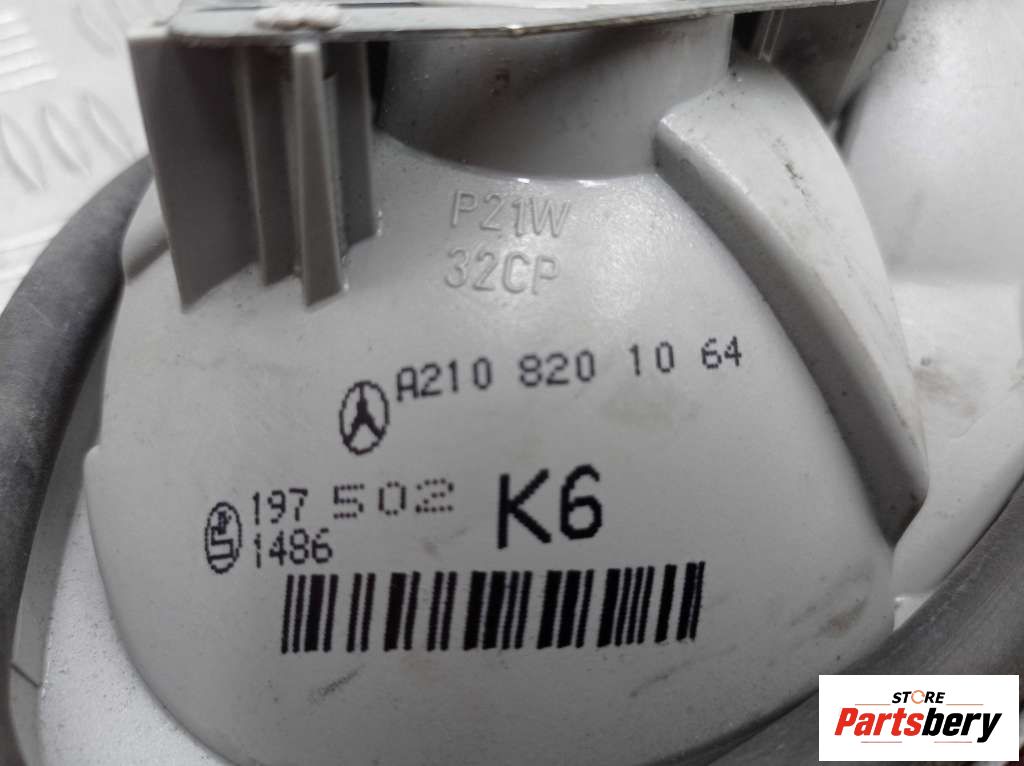 P21W
32CP
A210 820 10 64
197 502
1486
K6
STORE
Partsbery